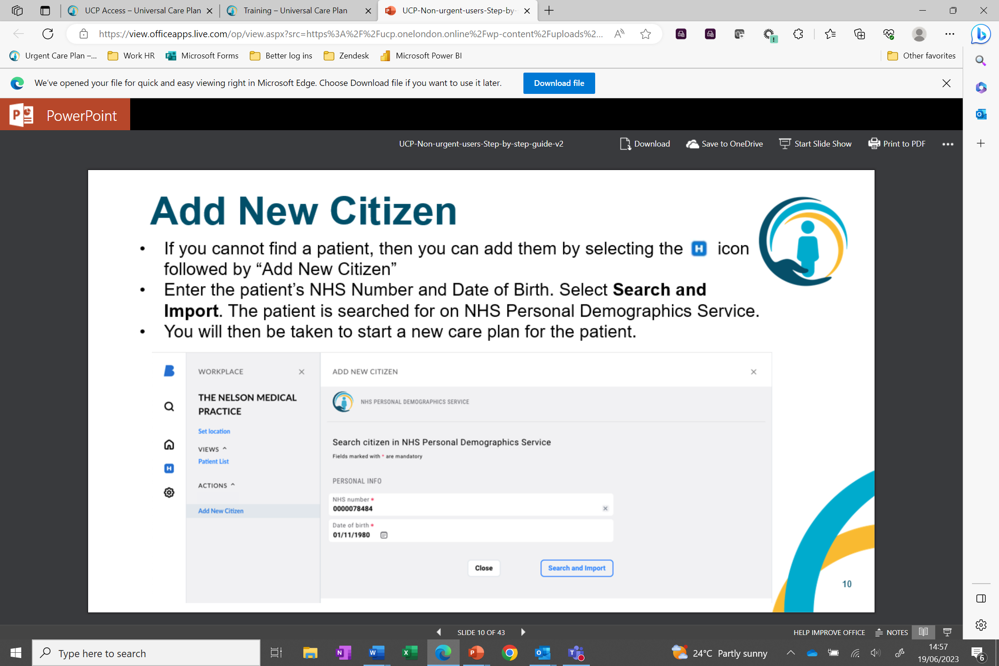 UCP Access – Universal Care Plan
Training – Universal Care Plan
UCP-Non-urgent-users-Step-by-
https://view.officeapps.live.com/op/view.aspx?src=https%3A%2F%2Fucp.onelondon.online%2Fwp-content%2Fuploads%2...
Urgent Care Plan –...
Work HR
Microsoft Forms
Better log ins
Zendesk
Microsoft Power BI
Other favorites
We've opened your file for quick and easy viewing right in Microsoft Edge. Choose Download file if you want to use it later.
Download file
PowerPoint
UCP-Non-urgent-users-Step-by-step-guide-v2
Download
Save to OneDrive
Start Slide Show
Print to PDF
Add New Citizen
• If you cannot find a patient, then you can add them by selecting the H icon
followed by “Add New Citizen”
• Enter the patient’s NHS Number and Date of Birth. Select Search and
Import. The patient is searched for on NHS Personal Demographics Service.
• You will then be taken to start a new care plan for the patient.
WORKPLACE
THE NELSON MEDICAL
PRACTICE
Set location
VIEWS
Patient List
ACTIONS
Add New Citizen
ADD NEW CITIZEN
NHS PERSONAL DEMOGRAPHICS SERVICE
Search citizen in NHS Personal Demographics Service
Fields marked with * are mandatory
PERSONAL INFO
NHS number *
0000078484
Date of birth *
01/11/1980
Close
Search and Import
10
SLIDE 10 OF 43
HELP IMPROVE OFFICE
NOTES
Type here to search
24°C Partly sunny
14:57
19/06/2023
6